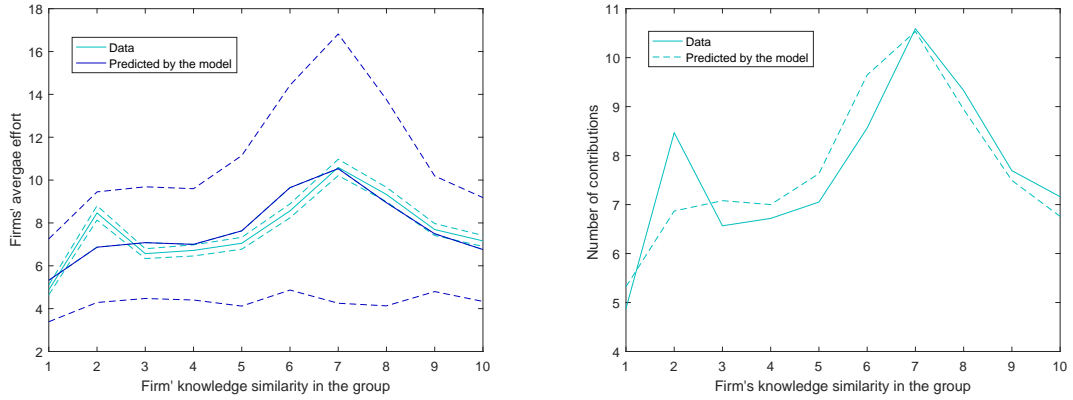 18
16
14
12
10
8
6
4
2
Firms' avergae effort
Data
Predicted by the model
1 2 3 4 5 6 7 8 9 10
Firm' knowledge similarity in the group
11
10
9
8
7
6
5
4
Number of contributions
Data
Predicted by the model
1 2 3 4 5 6 7 8 9 10
Firm's knowledge similarity in the group